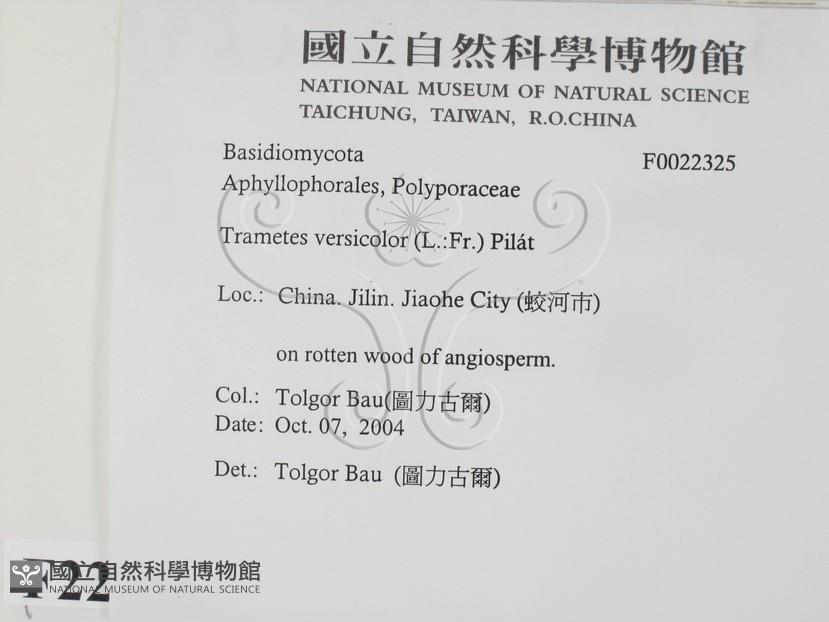 國立自然科學博物館
NATIONAL MUSEUM OF NATURAL SCIENCE
TAICHUNG, TAIWAN, R.O.CHINA
Basidiomycota F0022325
Aphyllophorales, Polyporaceae
Trametes versicolor (L.:Fr.) Pilát
Loc.: China. Jilin. Jiaohe City (蛟河市)
on rotten wood of angiosperm.
Col.: Tolgor Bau(圖力古爾)
Date: Oct. 07, 2004
Det.: Tolgor Bau (圖力古爾)
F22
國立自然科學博物館
NATIONAL MUSEUM OF NATURAL SCIENCE